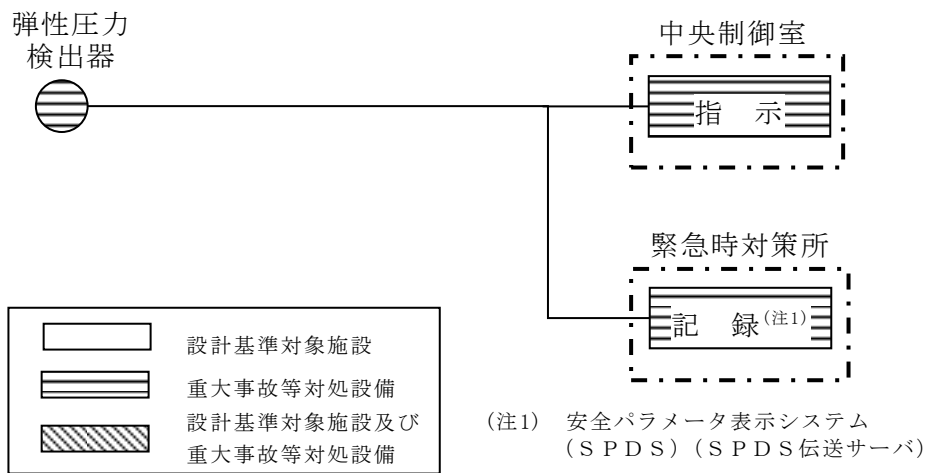 弾性圧力
検出器
中央制御室
指　示
緊急時対策所
記　録(注1)
設計基準対象施設
重大事故等対処設備
設計基準対象施設及び
重大事故等対処設備
(注1)　安全パラメータ表示システム
（ＳＰＤＳ）（ＳＰＤＳ伝送サーバ）